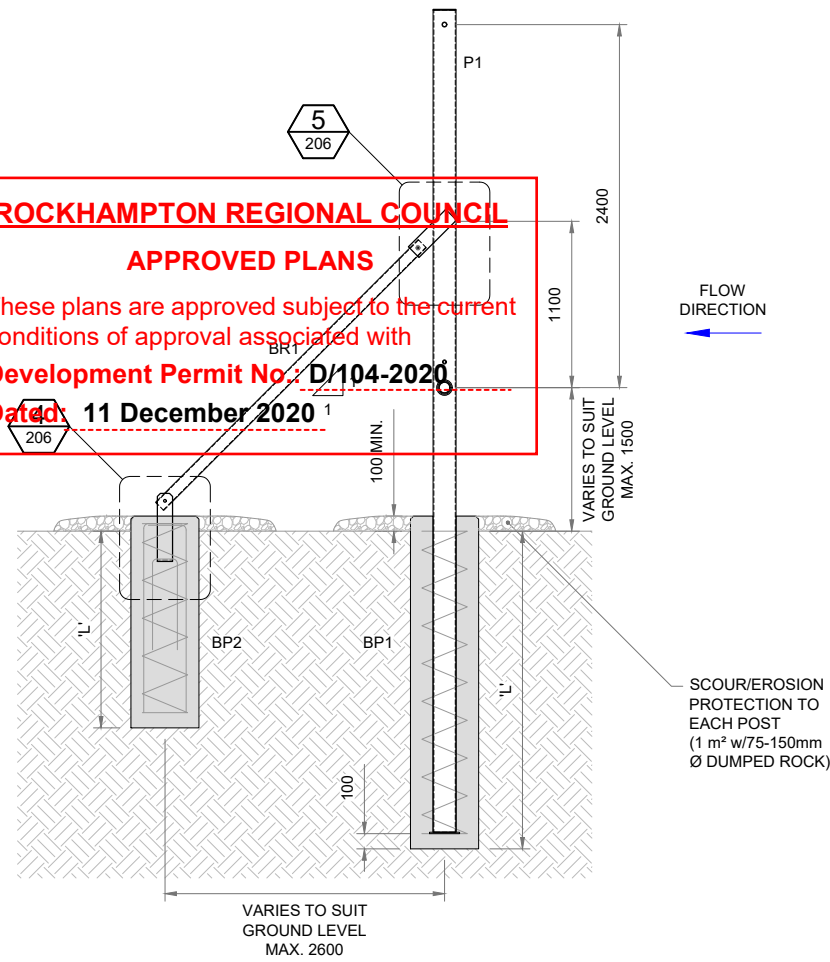 P1
5
206
2400
ROCKHAMPTON REGIONAL COUNCIL
APPROVED PLANS
These plans are approved subject to the current
conditions of approval associated with
Development Permit No.: D/104-2020
Dated: 11 December 2020
1100
FLOW
DIRECTION
BR1
1
1
4
206
100 MIN.
VARIES TO SUIT
GROUND LEVEL
MAX. 1500
'L'
BP2
BP1
'L'
SCOUR/EROSION
PROTECTION TO
EACH POST
(1 m² w/75-150mm
Ø DUMPED ROCK)
100
VARIES TO SUIT
GROUND LEVEL
MAX. 2600